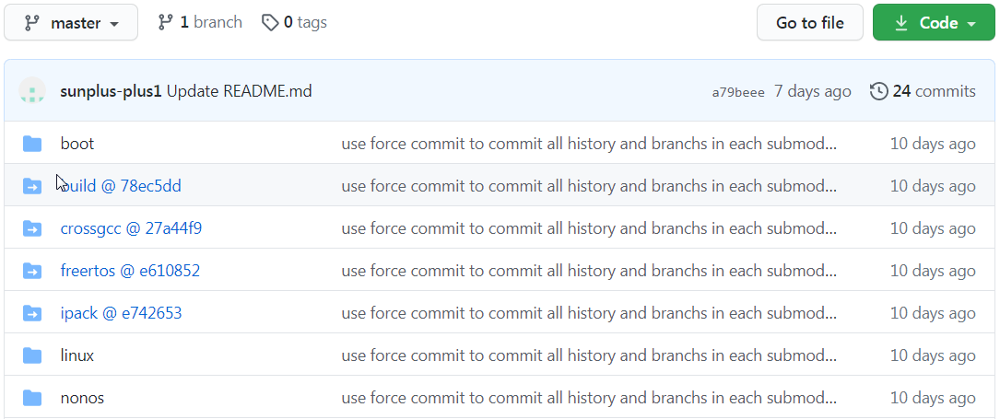 master 1 branch 0 tags Go to file Code
sunplus-plus1 Update README.md a79beee 7 days ago 24 commits
boot use force commit to commit all history and branchs in each submod... 10 days ago
build @ 78ec5dd use force commit to commit all history and branchs in each submod... 10 days ago
crossgcc @ 27a44f9 use force commit to commit all history and branchs in each submod... 10 days ago
freertos @ e610852 use force commit to commit all history and branchs in each submod... 10 days ago
ipack @ e742653 use force commit to commit all history and branchs in each submod... 10 days ago
linux use force commit to commit all history and branchs in each submod... 10 days ago
nonos use force commit to commit all history and branchs in each submod... 10 days ago